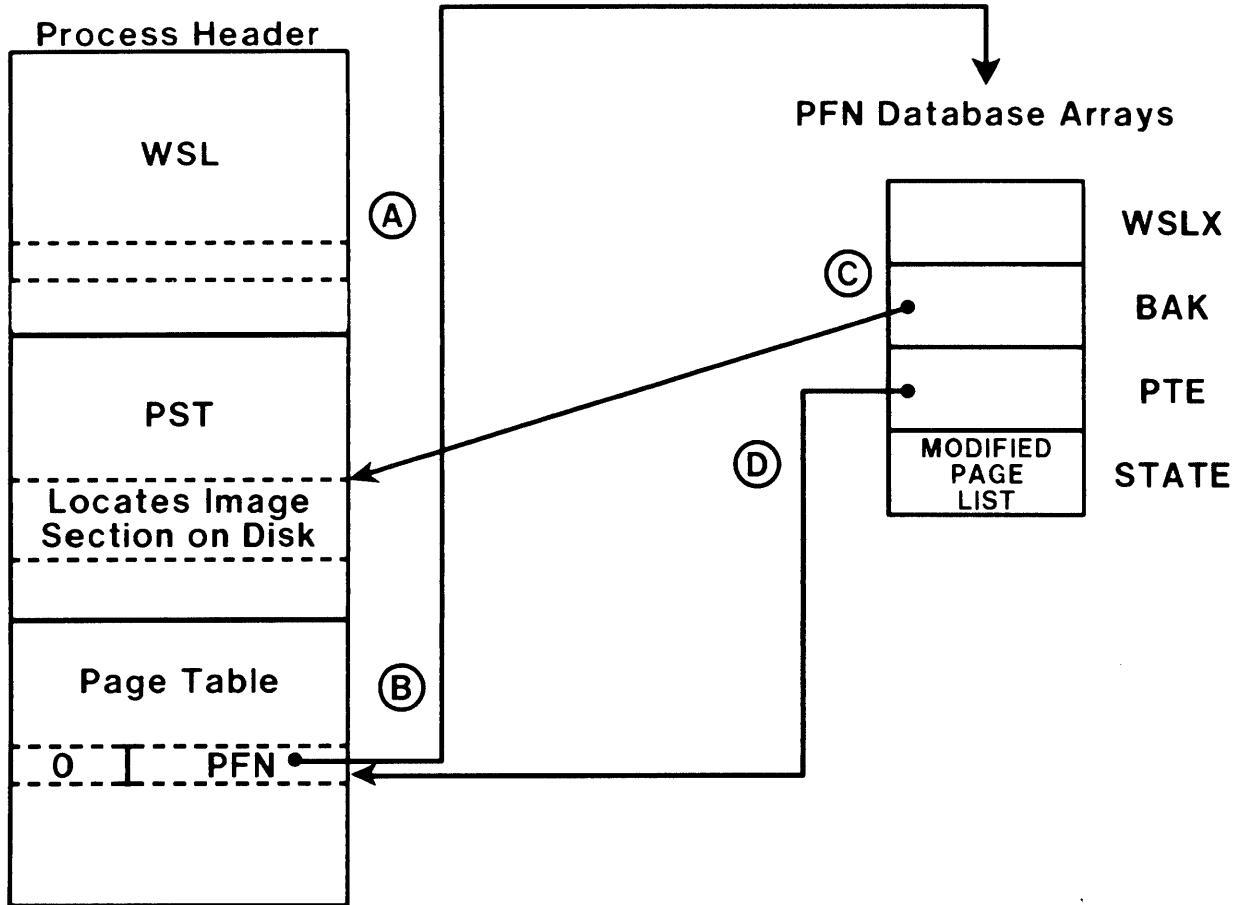 Process Header
WSL
A
PST
Locates Image
Section on Disk
Page Table
B
0 PFN
PFN Database Arrays
WSLX
C
BAK
PTE
D
MODIFIED
PAGE
LIST
STATE